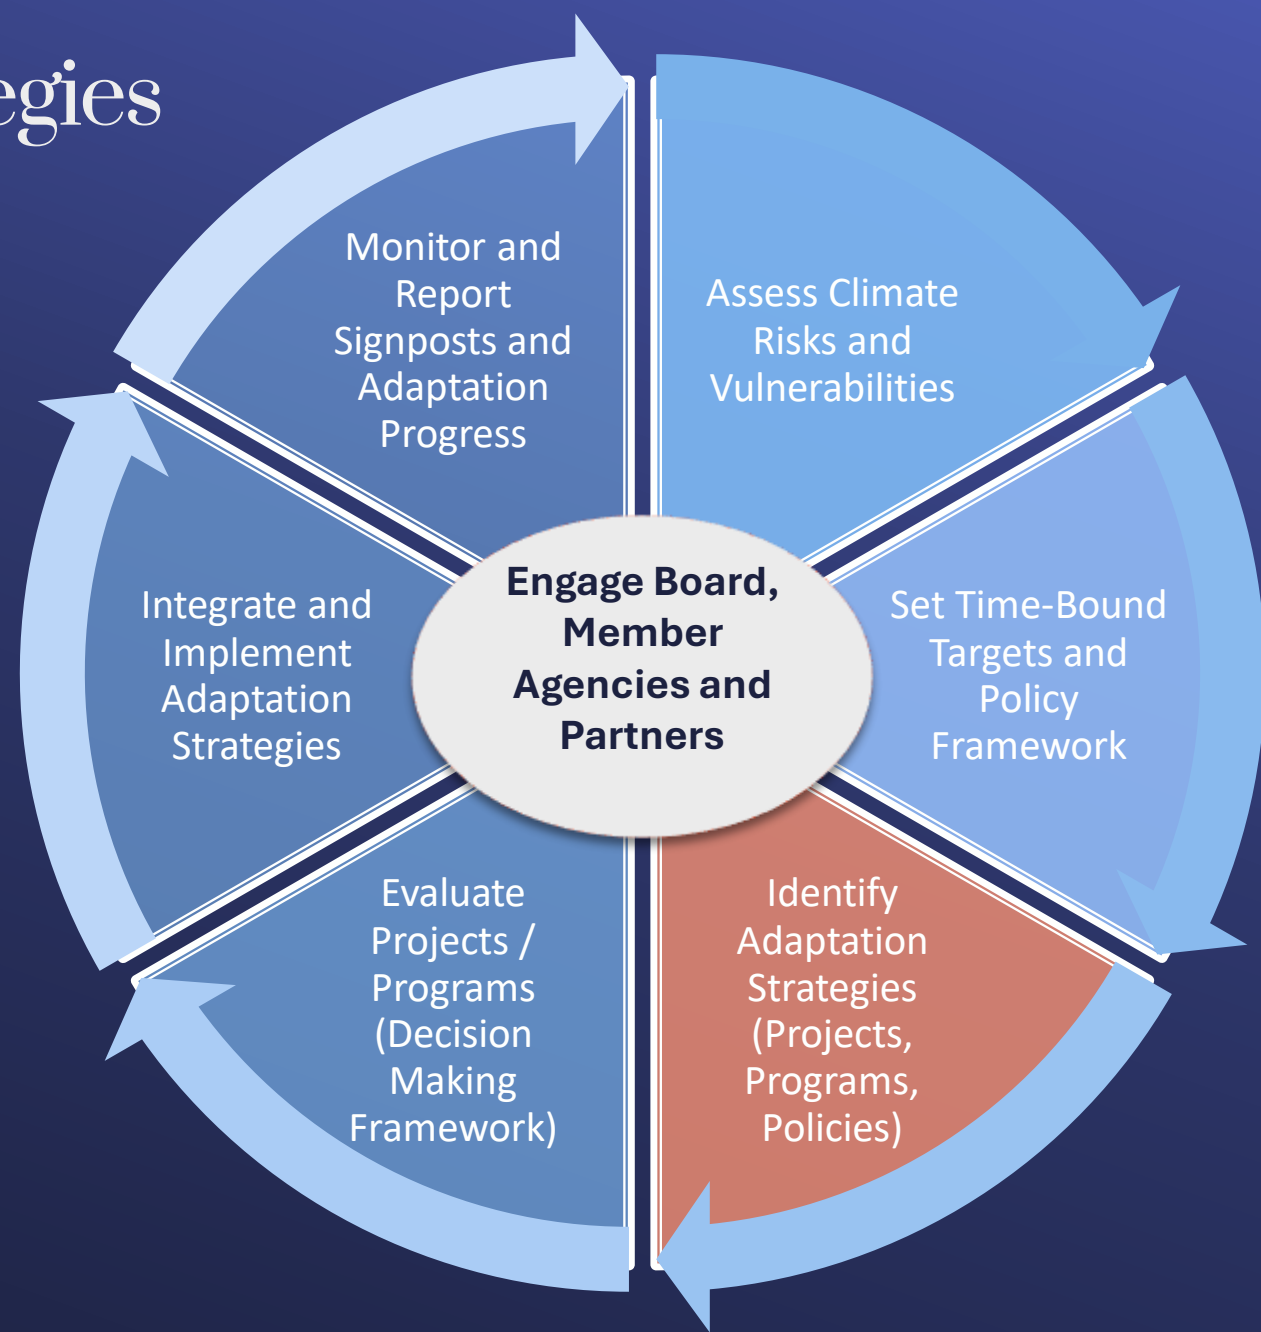 egies
Monitor and
Report
Signposts and
Adaptation
Progress
Assess Climate
Risks and
Vulnerabilities
Integrate and
Implement
Adaptation
Strategies
Engage Board,
Member
Agencies and
Partners
Set Time-Bound
Targets and
Policy
Framework
Evaluate
Projects /
Programs
(Decision
Making
Framework)
Identify
Adaptation
Strategies
(Projects,
Programs,
Policies)